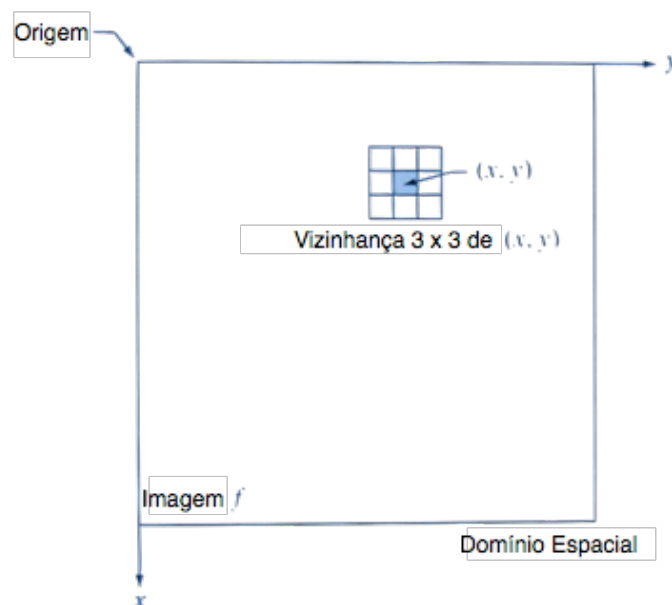 Origem
y
(x, y)
Vizinhança 3 x 3 de (x, y)
Imagem f
Domínio Espacial
x